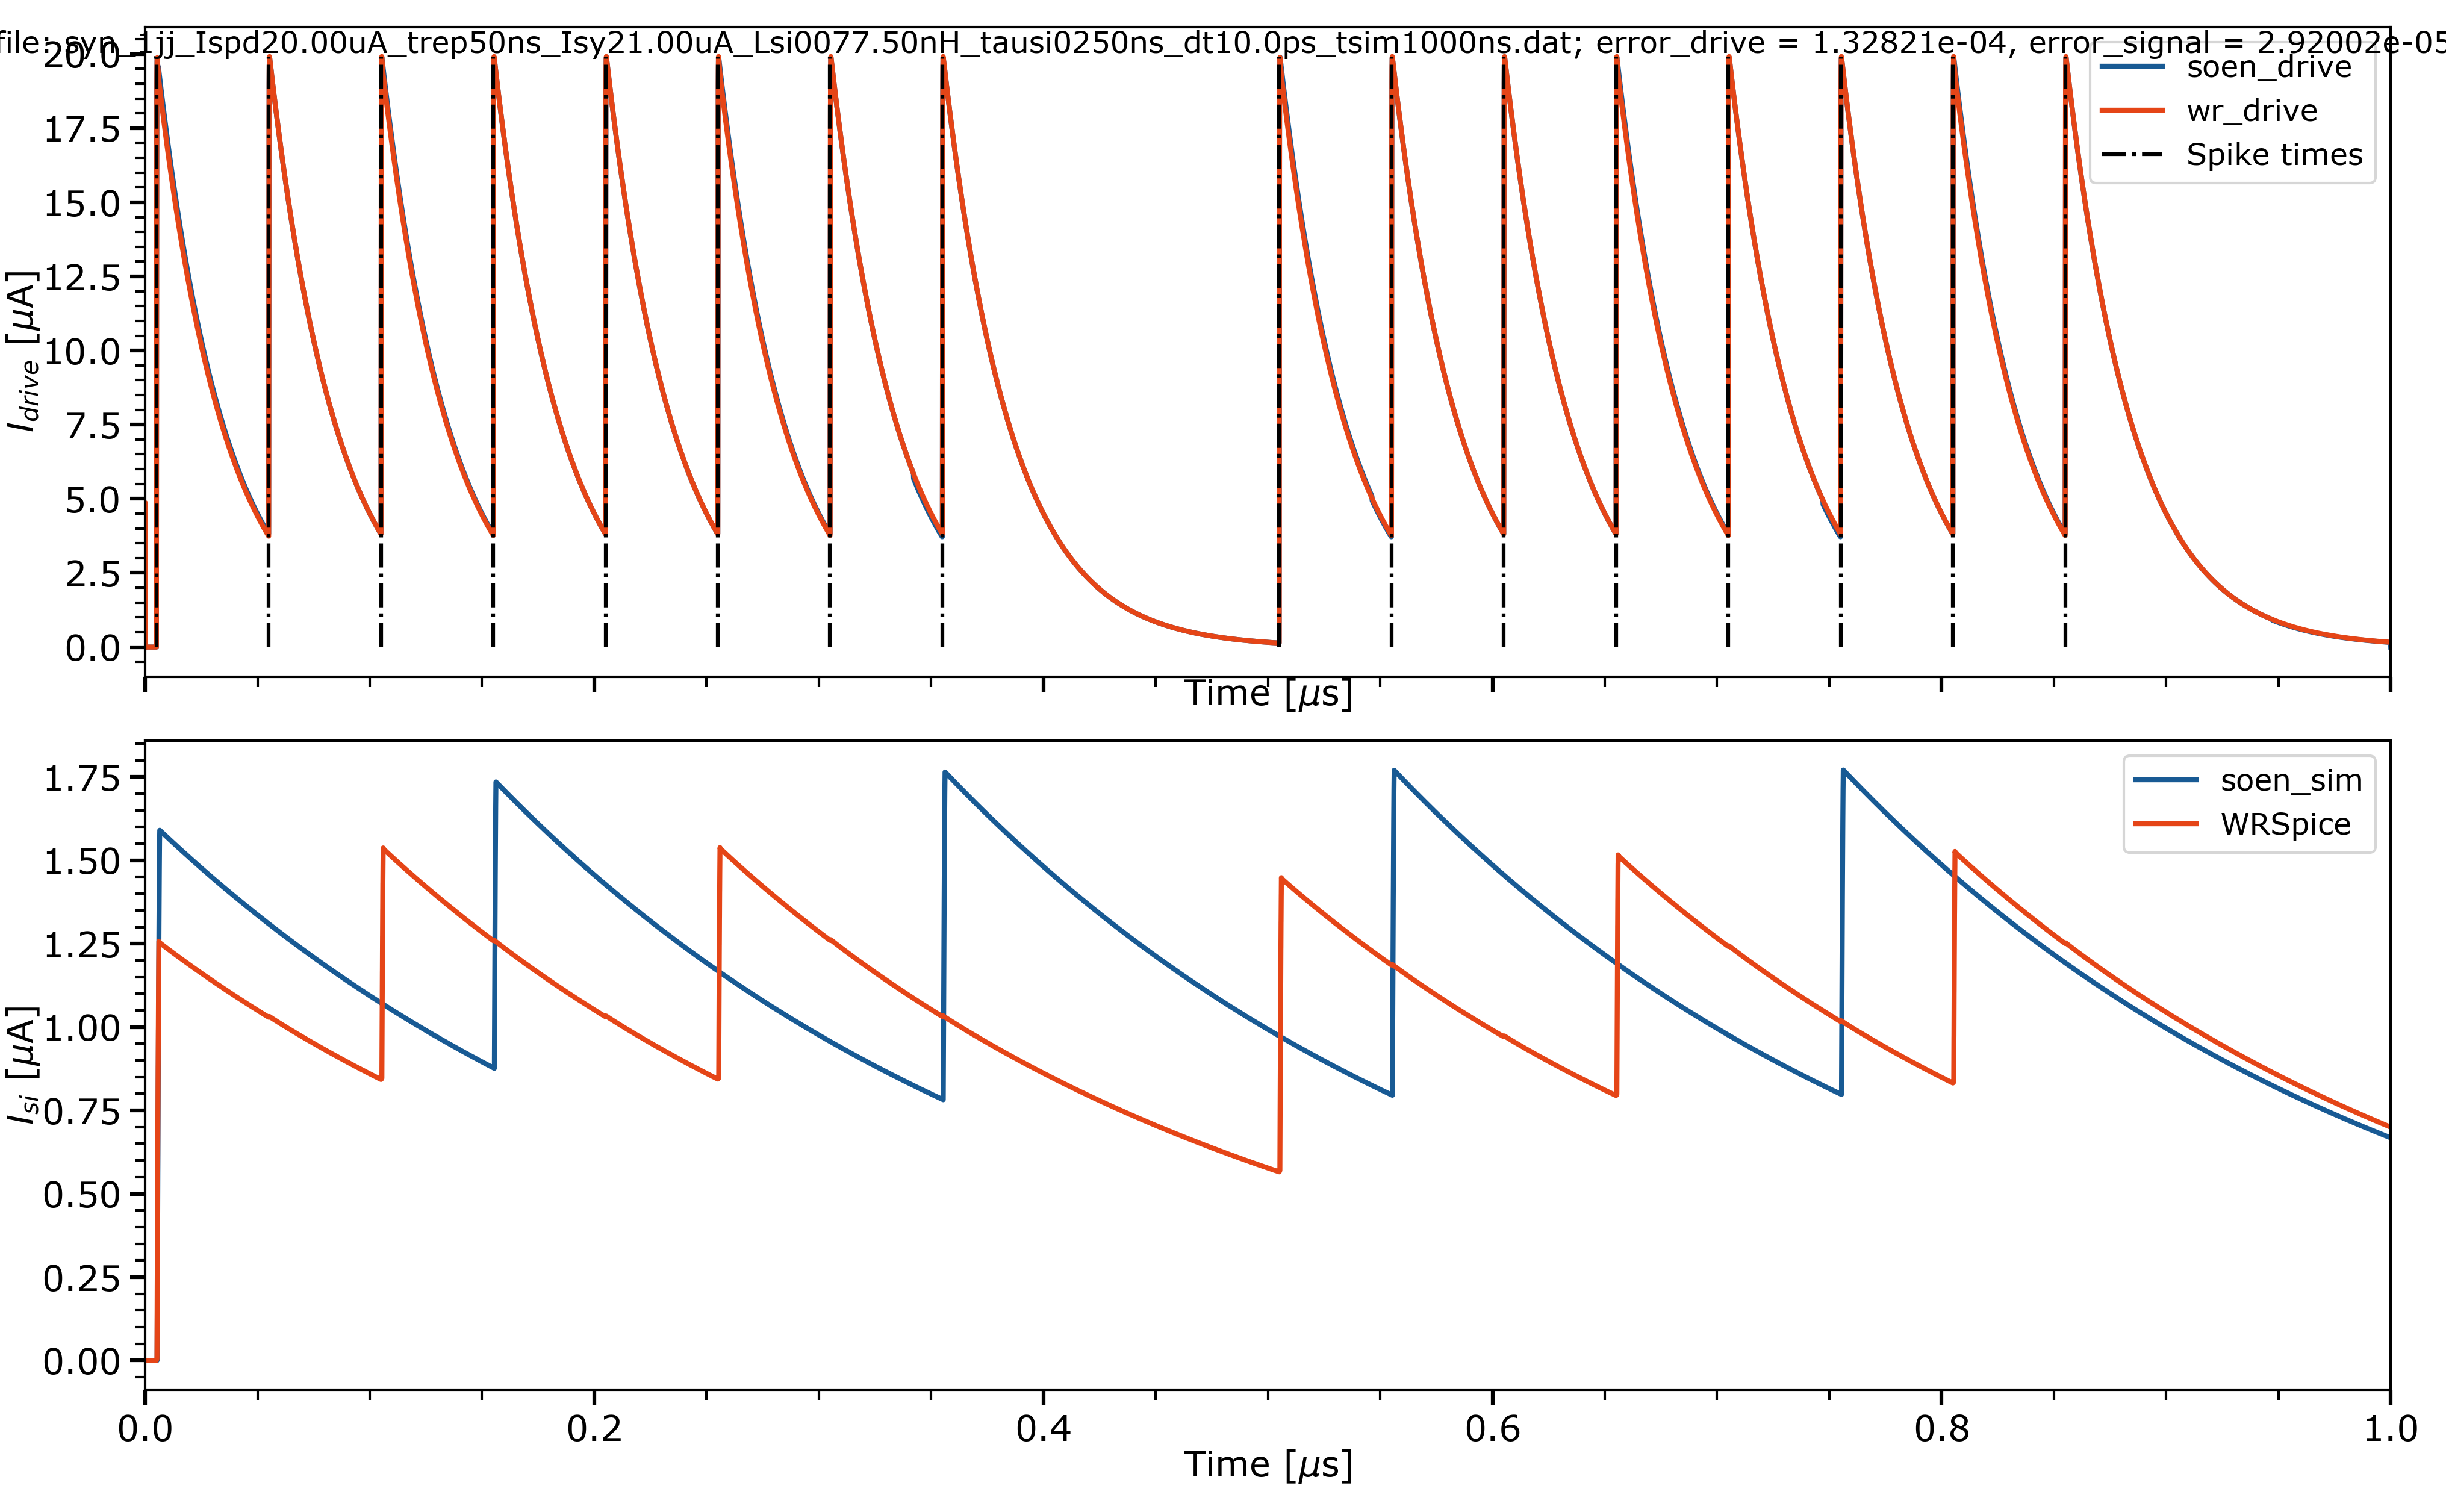 file: syn_1jj_Ispd20.00uA_trep50ns_Isy21.00uA_Lsi0077.50nH_tausi0250ns_dt10.0ps_tsim1000ns.dat; error_drive = 1.32821e-04, error_signal = 2.92002e-05
20.0
17.5
15.0
12.5
10.0
7.5
5.0
2.5
0.0
I_drive [μA]
soen_drive
wr_drive
Spike times
Time [μs]
1.75
1.50
1.25
1.00
0.75
0.50
0.25
0.00
I_si [μA]
soen_sim
WRSpice
0.0 0.2 0.4 0.6 0.8 1.0
Time [μs]